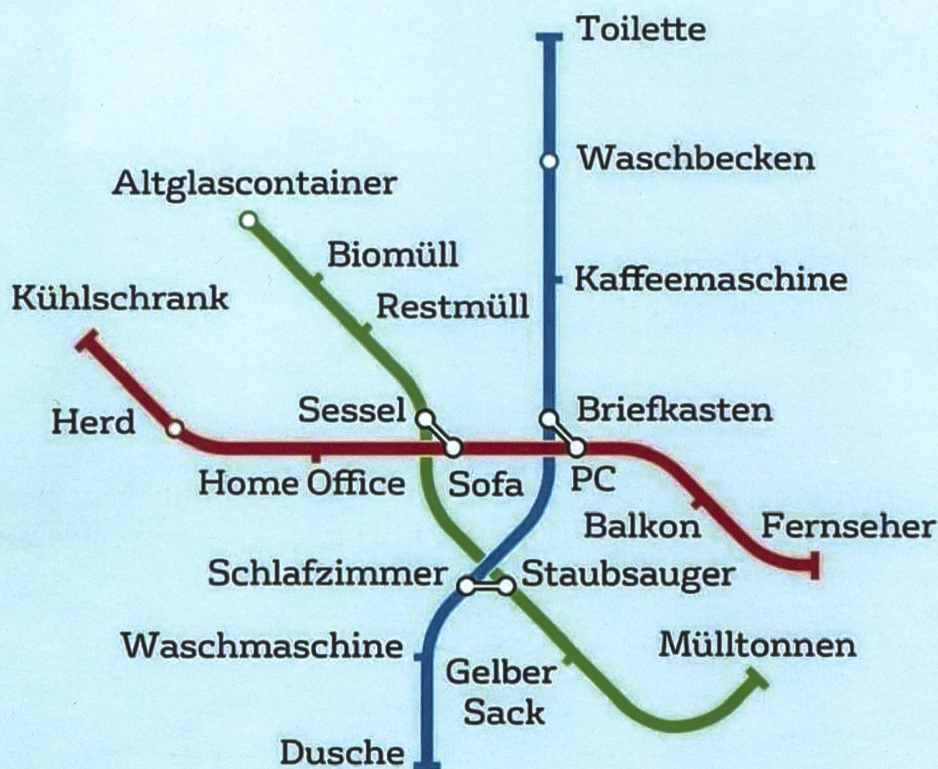 Toilette
Waschbecken
Altglascontainer
Biomüll
Kaffeemaschine
Kühlschrank
Restmüll
Sessel
Briefkasten
Herd
Home Office
Sofa
PC
Balkon
Fernseher
Schlafzimmer
Staubsauger
Waschmaschine
Mülltonnen
Gelber
Sack
Dusche